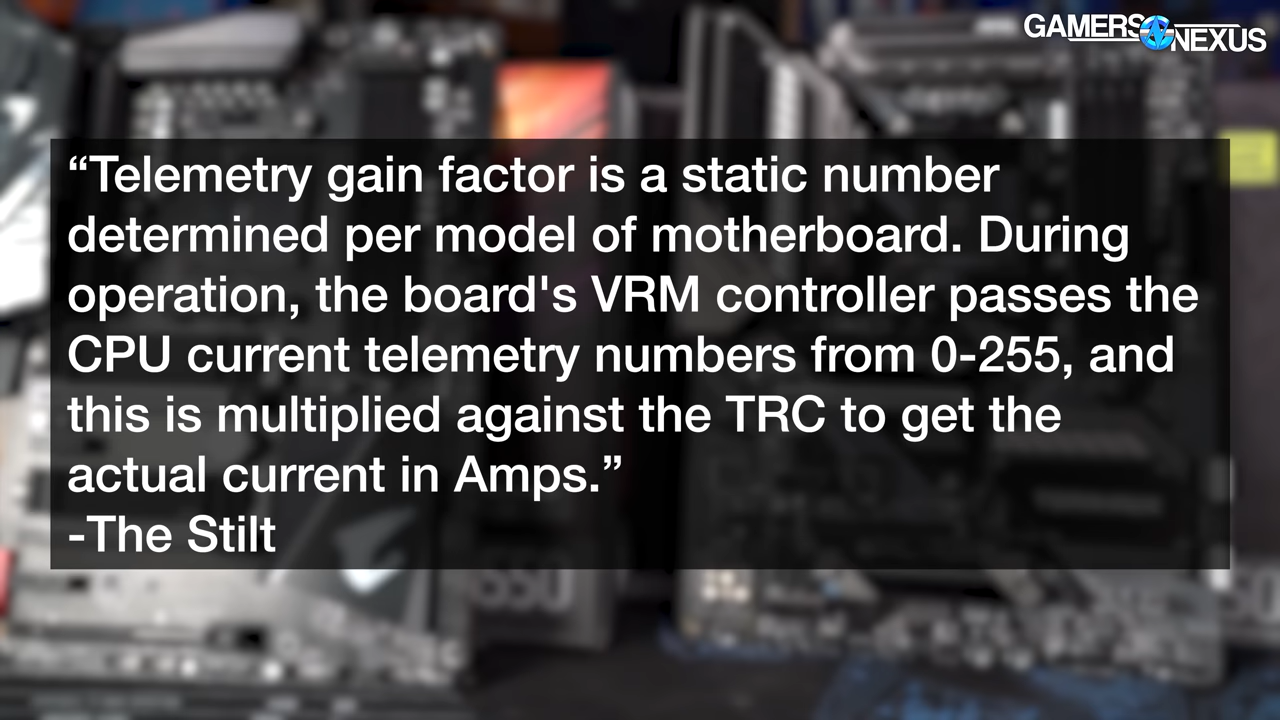 GAMERS NEXUS
“Telemetry gain factor is a static number
determined per model of motherboard. During
operation, the board's VRM controller passes the
CPU current telemetry numbers from 0-255, and
this is multiplied against the TRC to get the
actual current in Amps.”
-The Stilt